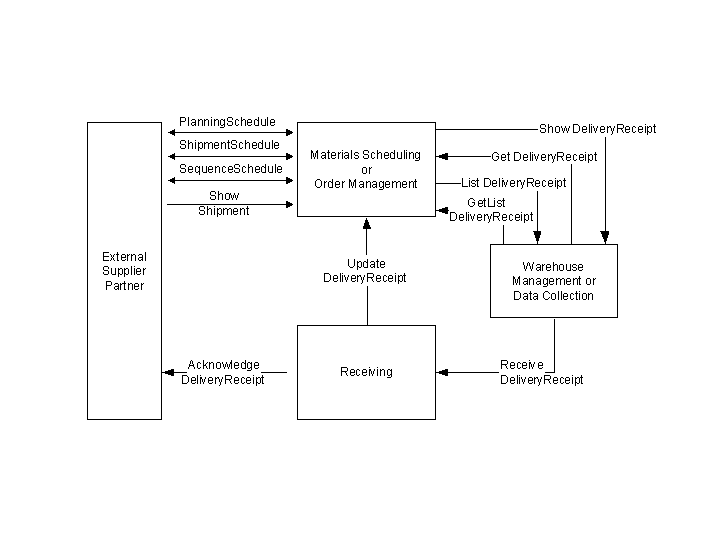 PlanningSchedule
ShipmentSchedule
SequenceSchedule
Show
Shipment
External
Supplier
Partner
Materials Scheduling
or
Order Management
Show DeliveryReceipt
Get DeliveryReceipt
List DeliveryReceipt
GetList
DeliveryReceipt
Update
DeliveryReceipt
Warehouse
Management or
Data Collection
Acknowledge
DeliveryReceipt
Receiving
Receive
DeliveryReceipt